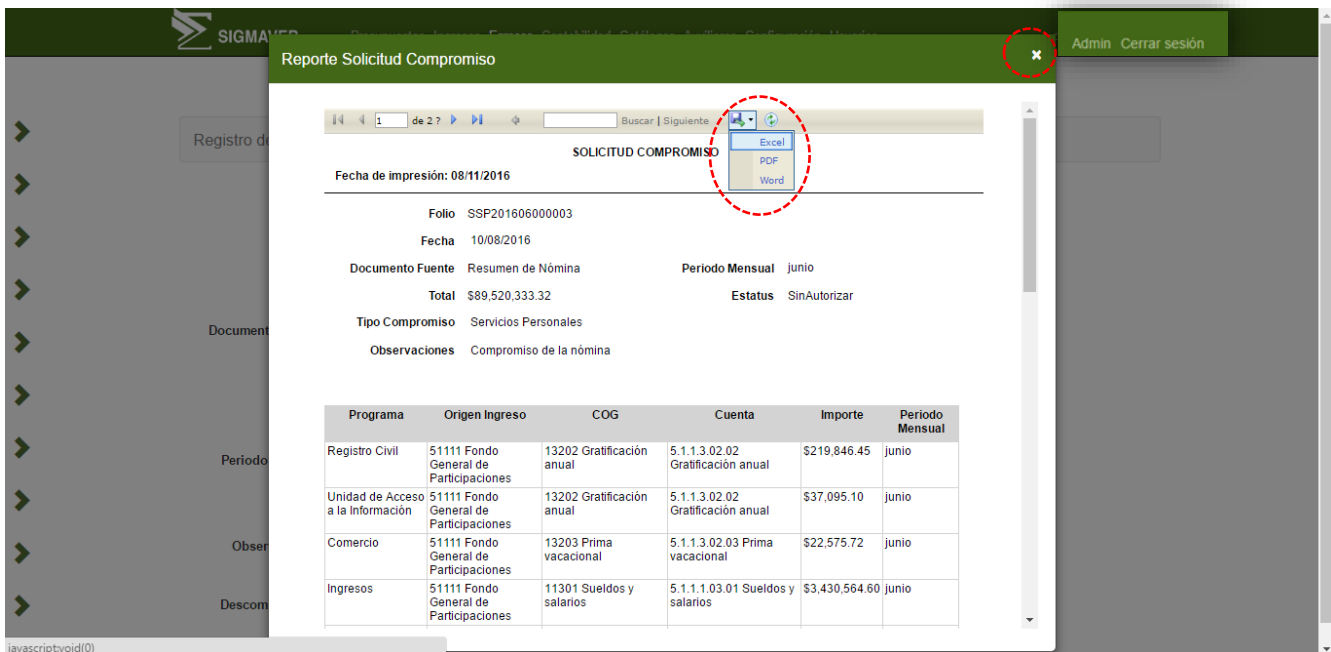 SIGMAVER
Admin Cerrar sesión
Reporte Solicitud Compromiso
×
1 de 2 ? Buscar | Siguiente
Excel
PDF
Word
SOLICITUD COMPROMISO
Fecha de impresión: 08/11/2016
Registro de
Folio SSP201606000003
Fecha 10/08/2016
Documento Fuente Resumen de Nómina Periodo Mensual junio
Total $89,520,333.32 Estatus SinAutorizar
Tipo Compromiso Servicios Personales
Document
Observaciones Compromiso de la nómina
Programa Origen Ingreso COG Cuenta Importe Periodo
Mensual
Registro Civil 51111 Fondo 13202 Gratificación 5.1.1.3.02.02 $219,846.45 junio
General de anual Gratificación anual
Participaciones
Periodo
Unidad de Acceso 51111 Fondo 13202 Gratificación 5.1.1.3.02.02 $37,095.10 junio
a la Información General de anual Gratificación anual
Participaciones
Comercio 51111 Fondo 13203 Prima 5.1.1.3.02.03 Prima $22,575.72 junio
General de vacacional vacacional
Participaciones
Obser
Ingresos 51111 Fondo 11301 Sueldos y 5.1.1.1.03.01 Sueldos y $3,430,564.60 junio
General de salarios salarios
Participaciones
Descom
javascript:void(0)